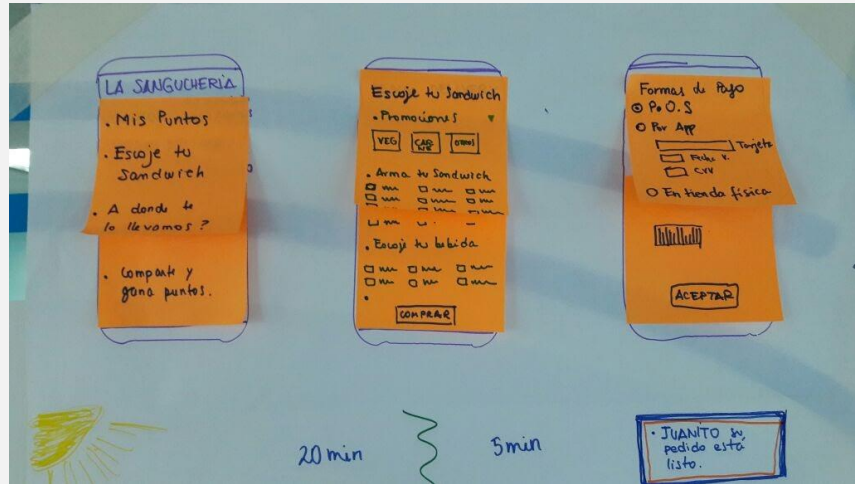 LA SANGUCHERIA
. Mis Puntos
. Escoje tu
Sandwich
. A donde te
lo llevamos ?
. Comparte y
gana puntos.
Escoje tu Sandwich
. Promociones
VEG
CAR
NE
OTROS
. Arma tu Sandwich
. Escoje tu bebida
COMPRAR
Formas de Pago
P.O.S
Por App
Tarjeta
Fecha V.
CVV
En tienda física
ACEPTAR
20 min
5 min
. JUANITO su
pedido está
listo.